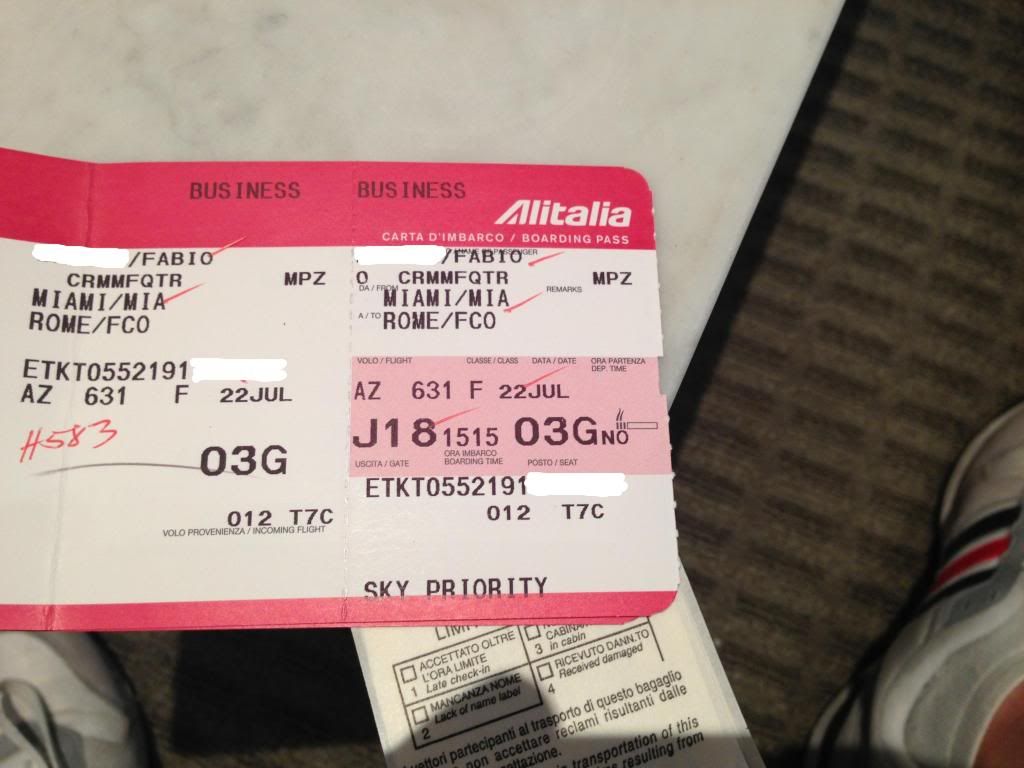 BUSINESS
/FABIO
CRMMFQTR MPZ
MIAMI/MIA
ROME/FCO
ETKT0552191
AZ 631 F 22JUL
#583
03G
012 T7C
VOLO PROVENIENZA / INCOMING FLIGHT
BUSINESS
Alitalia
CARTA D'IMBARCO / BOARDING PASS
/FABIO
O CRMMFQTR MPZ
DA / FROM
MIAMI/MIA
REMARKS
A / TO
ROME/FCO
VOLO / FLIGHT CLASSE / CLASS DATA / DATE ORA PARTENZA
DEP. TIME
AZ 631 F 22JUL
J18 1515 03G NO
USCITA / GATE ORA IMBARCO POSTO / SEAT
BOARDING TIME
ETKT0552191
012 T7C
SKY PRIORITY
ACCETTATO OLTRE
L'ORA LIMITE
1 Late check-in
MANCANZA NOME
Lack of name label
2
CABINA
3 in cabin
RICEVUTO DANN.TO
Received damaged
4
vettori partecipanti al trasporto di questo bagaglio
non accettare reclami risultanti dalle
transportation of this
resulting from